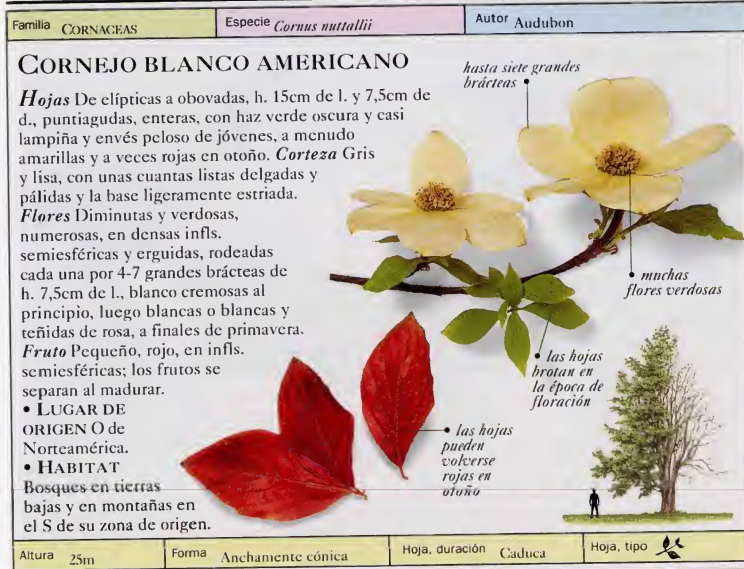 Familia CORNACEAS
Especie Cornus nuttallii
Autor Audubon
CORNEJO BLANCO AMERICANO
Hojas De elípticas a obovadas, h. 15cm de l. y 7,5cm de
d., puntiagudas, enteras, con haz verde oscura y casi
lampiña y envés peloso de jóvenes, a menudo
amarillas y a veces rojas en otoño. Corteza Gris
y lisa, con unas cuantas listas delgadas y
pálidas y la base ligeramente estriada.
Flores Diminutas y verdosas,
numerosas, en densas infls.
semiesféricas y erguidas, rodeadas
cada una por 4-7 grandes brácteas de
h. 7,5cm de l., blanco cremosas al
principio, luego blancas o blancas y
teñidas de rosa, a finales de primavera.
Fruto Pequeño, rojo, en infls.
semiesféricas; los frutos se
separan al madurar.
• LUGAR DE
ORIGEN O de
Norteamérica.
• HABITAT
Bosques en tierras
bajas y en montañas en
el S de su zona de origen.
hasta siete grandes
brácteas
muchas
flores verdosas
las hojas
brotan en
la época de
floración
las hojas
pueden
volverse
rojas en
otoño
Altura 25m
Forma Anchamente cónica
Hoja, duración Caduca
Hoja, tipo